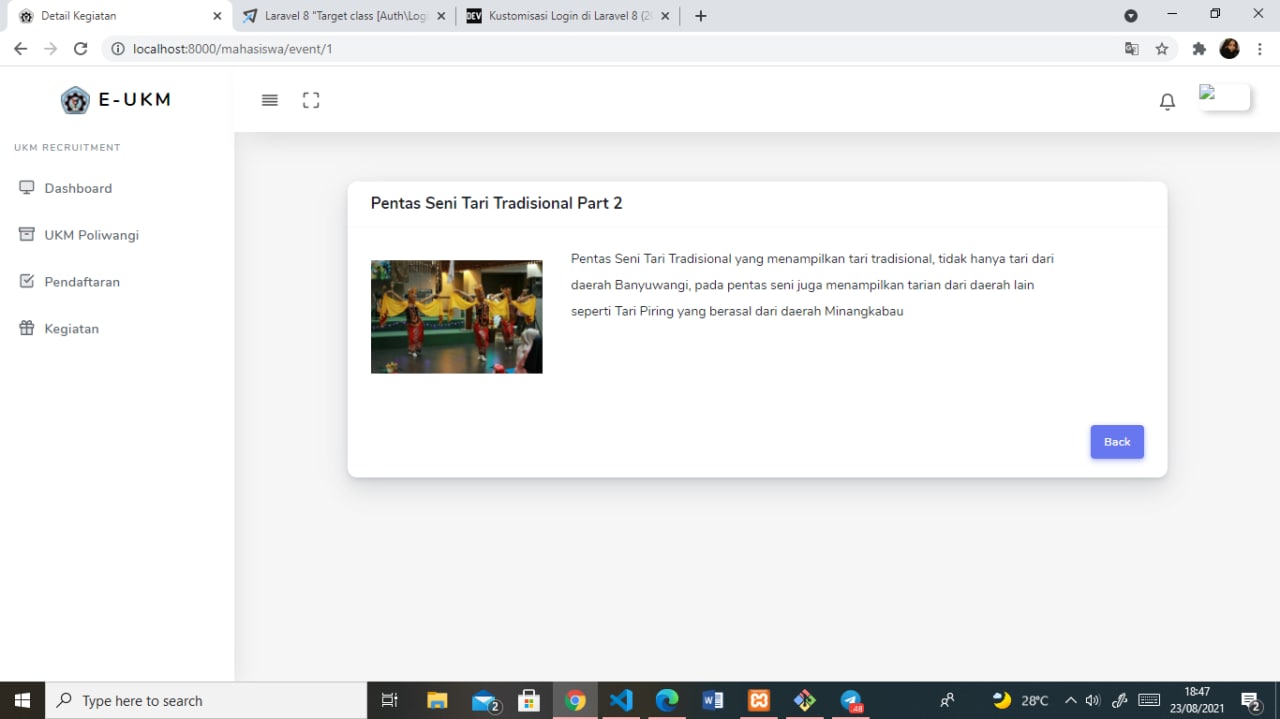 Detail Kegiatan
Laravel 8 "Target class [Auth\Logi
DEV
Kustomisasi Login di Laravel 8 (20
localhost:8000/mahasiswa/event/1
E-UKM
UKM RECRUITMENT
Dashboard
UKM Poliwangi
Pendaftaran
Kegiatan
Pentas Seni Tari Tradisional Part 2
Pentas Seni Tari Tradisional yang menampilkan tari tradisional, tidak hanya tari dari
daerah Banyuwangi, pada pentas seni juga menampilkan tarian dari daerah lain
seperti Tari Piring yang berasal dari daerah Minangkabau
Back
Type here to search
2
48
28°C
18:47
23/08/2021
2